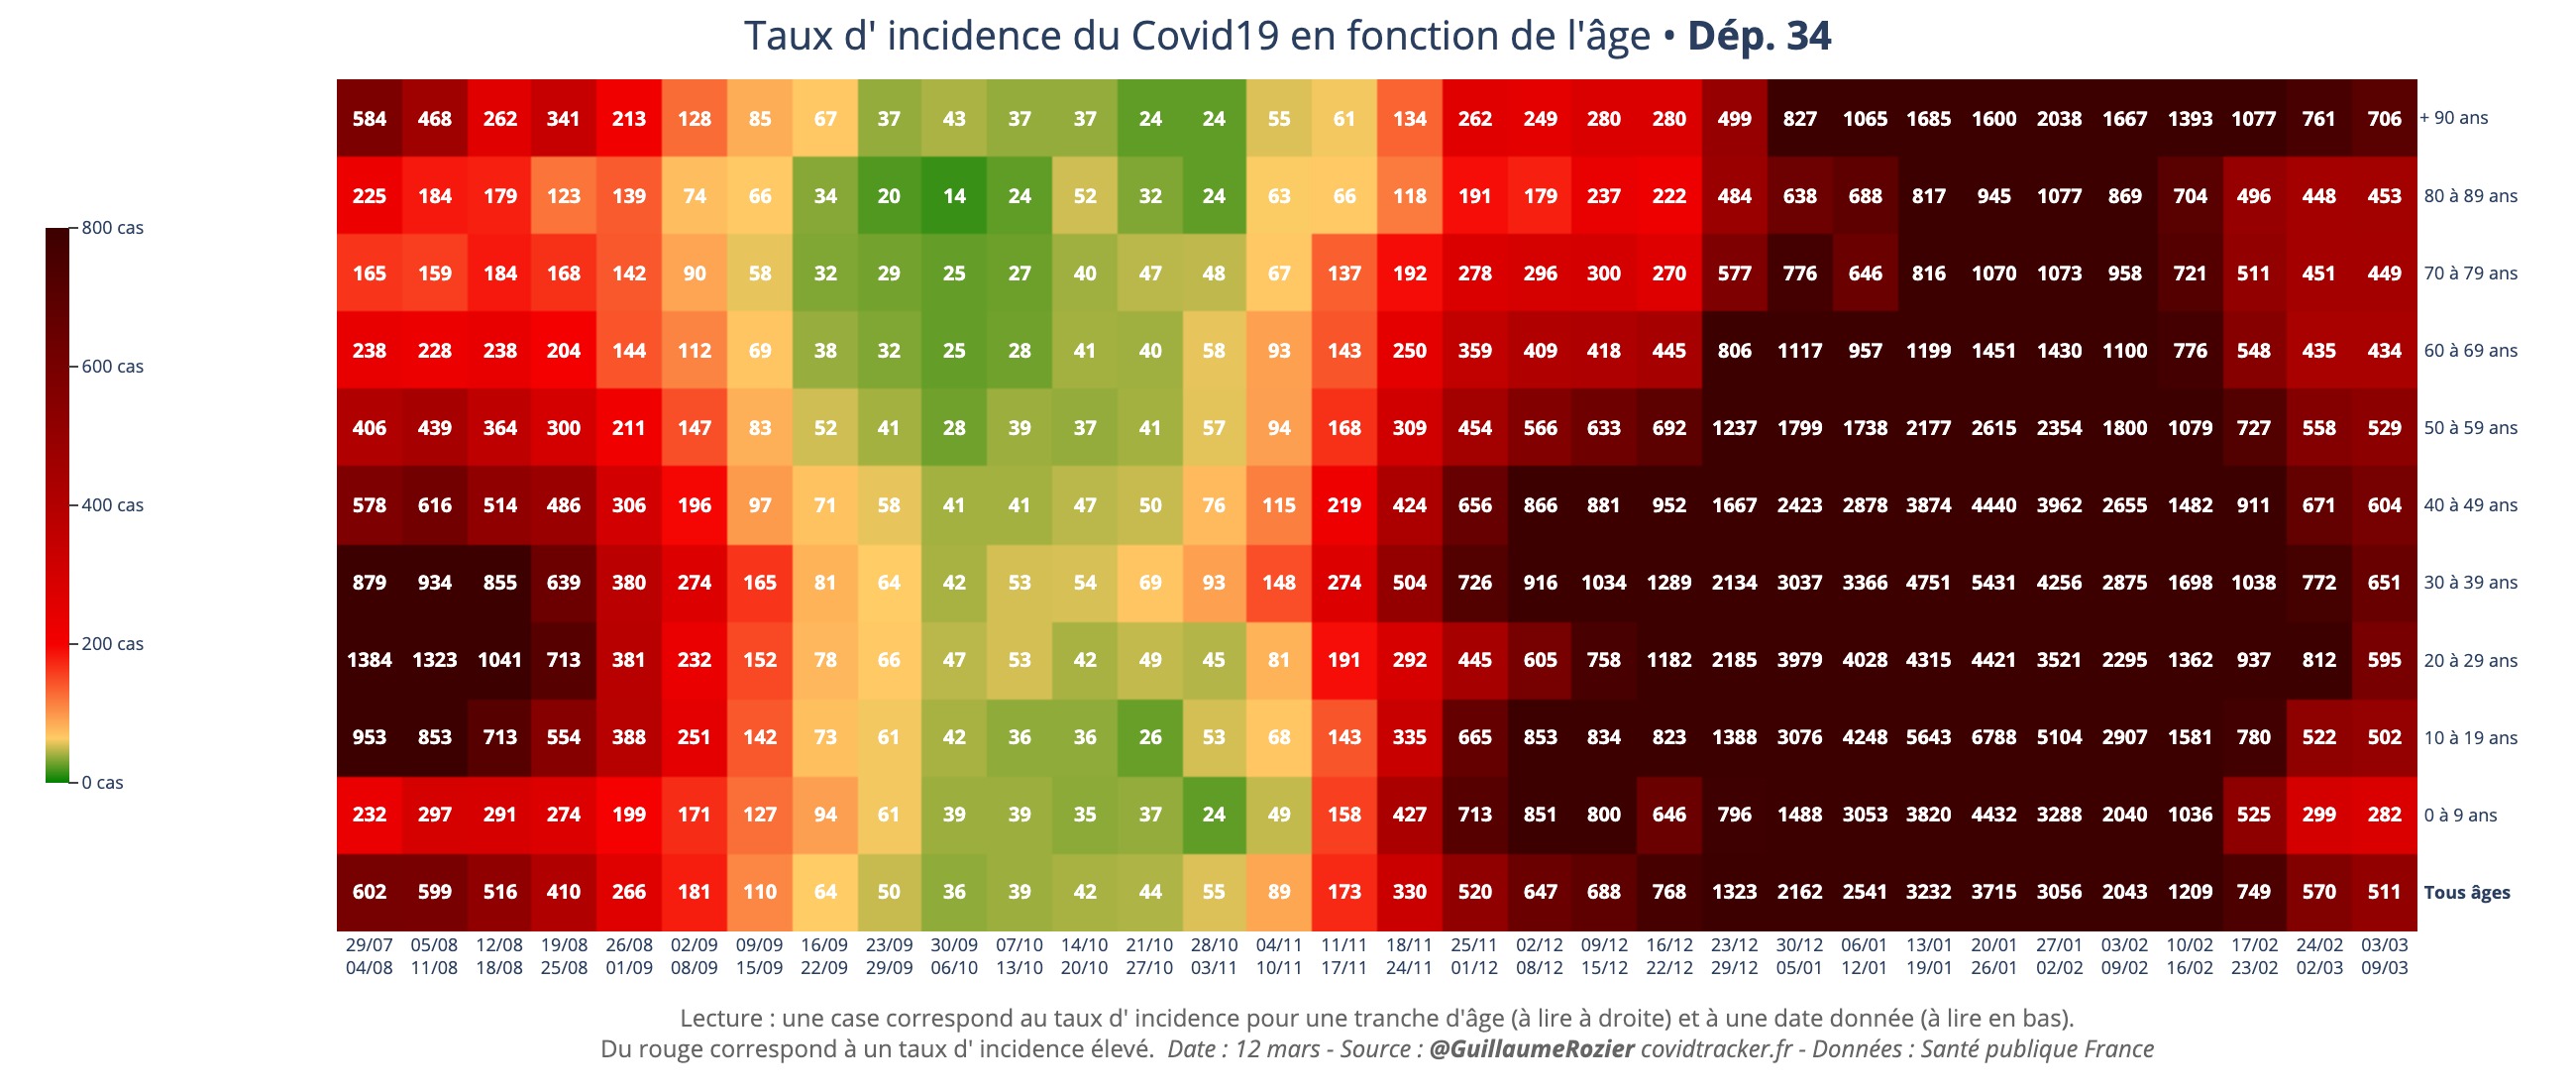 Taux d' incidence du Covid19 en fonction de l'âge • Dép. 34
800 cas
600 cas
400 cas
200 cas
0 cas
584 468 262 341 213 128 85 67 37 43 37 37 24 24 55 61 134 262 249 280 280 499 827 1065 1685 1600 2038 1667 1393 1077 761 706 + 90 ans
225 184 179 123 139 74 66 34 20 14 24 52 32 24 63 66 118 191 179 237 222 484 638 688 817 945 1077 869 704 496 448 453 80 à 89 ans
165 159 184 168 142 90 58 32 29 25 27 40 47 48 67 137 192 278 296 300 270 577 776 646 816 1070 1073 958 721 511 451 449 70 à 79 ans
238 228 238 204 144 112 69 38 32 25 28 41 40 58 93 143 250 359 409 418 445 806 1117 957 1199 1451 1430 1100 776 548 435 434 60 à 69 ans
406 439 364 300 211 147 83 52 41 28 39 37 41 57 94 168 309 454 566 633 692 1237 1799 1738 2177 2615 2354 1800 1079 727 558 529 50 à 59 ans
578 616 514 486 306 196 97 71 58 41 41 47 50 76 115 219 424 656 866 881 952 1667 2423 2878 3874 4440 3962 2655 1482 911 671 604 40 à 49 ans
879 934 855 639 380 274 165 81 64 42 53 54 69 93 148 274 504 726 916 1034 1289 2134 3037 3366 4751 5431 4256 2875 1698 1038 772 651 30 à 39 ans
1384 1323 1041 713 381 232 152 78 66 47 53 42 49 45 81 191 292 445 605 758 1182 2185 3979 4028 4315 4421 3521 2295 1362 937 812 595 20 à 29 ans
953 853 713 554 388 251 142 73 61 42 36 36 26 53 68 143 335 665 853 834 823 1388 3076 4248 5643 6788 5104 2907 1581 780 522 502 10 à 19 ans
232 297 291 274 199 171 127 94 61 39 39 35 37 24 49 158 427 713 851 800 646 796 1488 3053 3820 4432 3288 2040 1036 525 299 282 0 à 9 ans
602 599 516 410 266 181 110 64 50 36 39 42 44 55 89 173 330 520 647 688 768 1323 2162 2541 3232 3715 3056 2043 1209 749 570 511 Tous âges
29/07 05/08 12/08 19/08 26/08 02/09 09/09 16/09 23/09 30/09 07/10 14/10 21/10 28/10 04/11 11/11 18/11 25/11 02/12 09/12 16/12 23/12 30/12 06/01 13/01 20/01 27/01 03/02 10/02 17/02 24/02 03/03
04/08 11/08 18/08 25/08 01/09 08/09 15/09 22/09 29/09 06/10 13/10 20/10 27/10 03/11 10/11 17/11 24/11 01/12 08/12 15/12 22/12 29/12 05/01 12/01 19/01 26/01 02/02 09/02 16/02 23/02 02/03 09/03
Lecture : une case correspond au taux d' incidence pour une tranche d'âge (à lire à droite) et à une date donnée (à lire en bas).
Du rouge correspond à un taux d' incidence élevé. Date : 12 mars - Source : @GuillaumeRozier covidtracker.fr - Données : Santé publique France